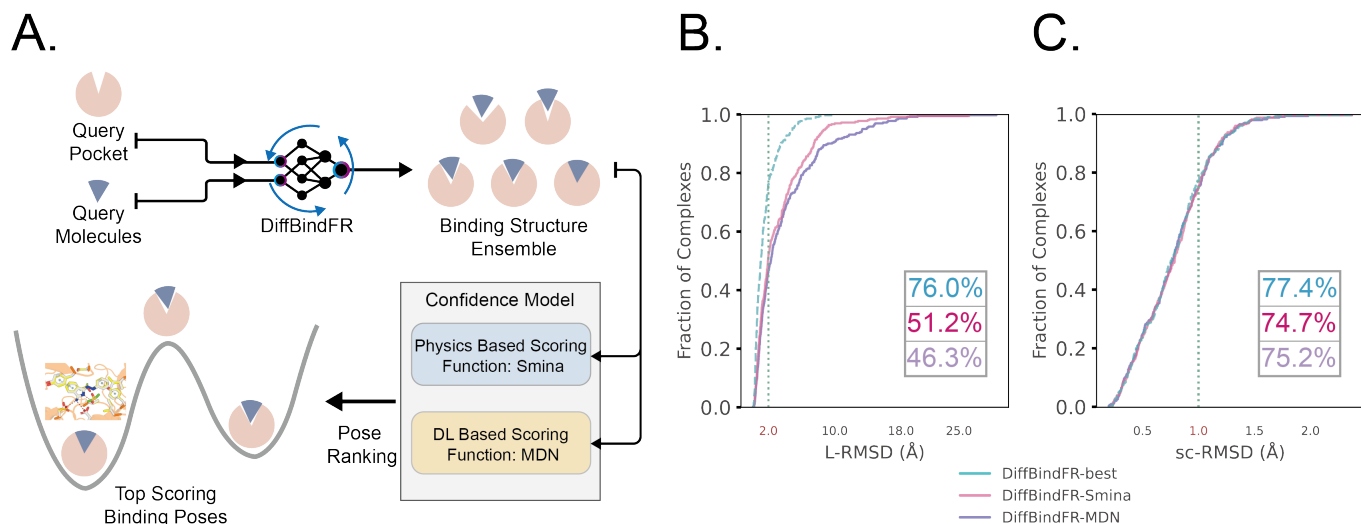 A.
B.
C.
Query
Pocket
Query
Molecules
DiffBindFR
Binding Structure
Ensemble
Confidence Model
Physics Based Scoring
Function: Smina
DL Based Scoring
Function: MDN
Pose
Ranking
Top Scoring
Binding Poses
Fraction of Complexes
1.0
0.8
0.6
0.4
0.2
0.0
76.0%
51.2%
46.3%
2.0
10.0
18.0
25.0
L-RMSD (Å)
Fraction of Complexes
1.0
0.8
0.6
0.4
0.2
0.0
77.4%
74.7%
75.2%
0.5
1.0
1.5
2.0
sc-RMSD (Å)
DiffBindFR-best
DiffBindFR-Smina
DiffBindFR-MDN